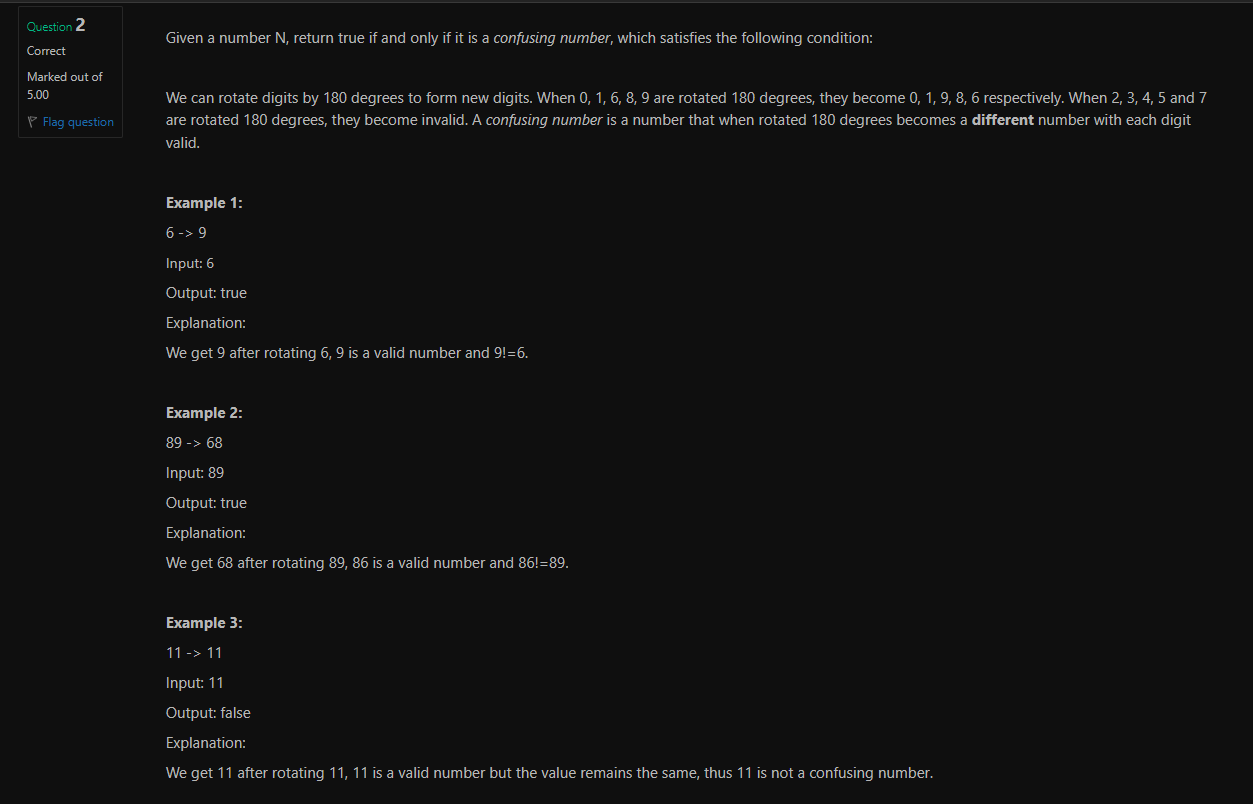 Question 2
Correct
Marked out of
5.00
Flag question
Given a number N, return true if and only if it is a confusing number, which satisfies the following condition:
We can rotate digits by 180 degrees to form new digits. When 0, 1, 6, 8, 9 are rotated 180 degrees, they become 0, 1, 9, 8, 6 respectively. When 2, 3, 4, 5 and 7
are rotated 180 degrees, they become invalid. A confusing number is a number that when rotated 180 degrees becomes a different number with each digit
valid.
Example 1:
6 -> 9
Input: 6
Output: true
Explanation:
We get 9 after rotating 6, 9 is a valid number and 9!=6.
Example 2:
89 -> 68
Input: 89
Output: true
Explanation:
We get 68 after rotating 89, 86 is a valid number and 86!=89.
Example 3:
11 -> 11
Input: 11
Output: false
Explanation:
We get 11 after rotating 11, 11 is a valid number but the value remains the same, thus 11 is not a confusing number.